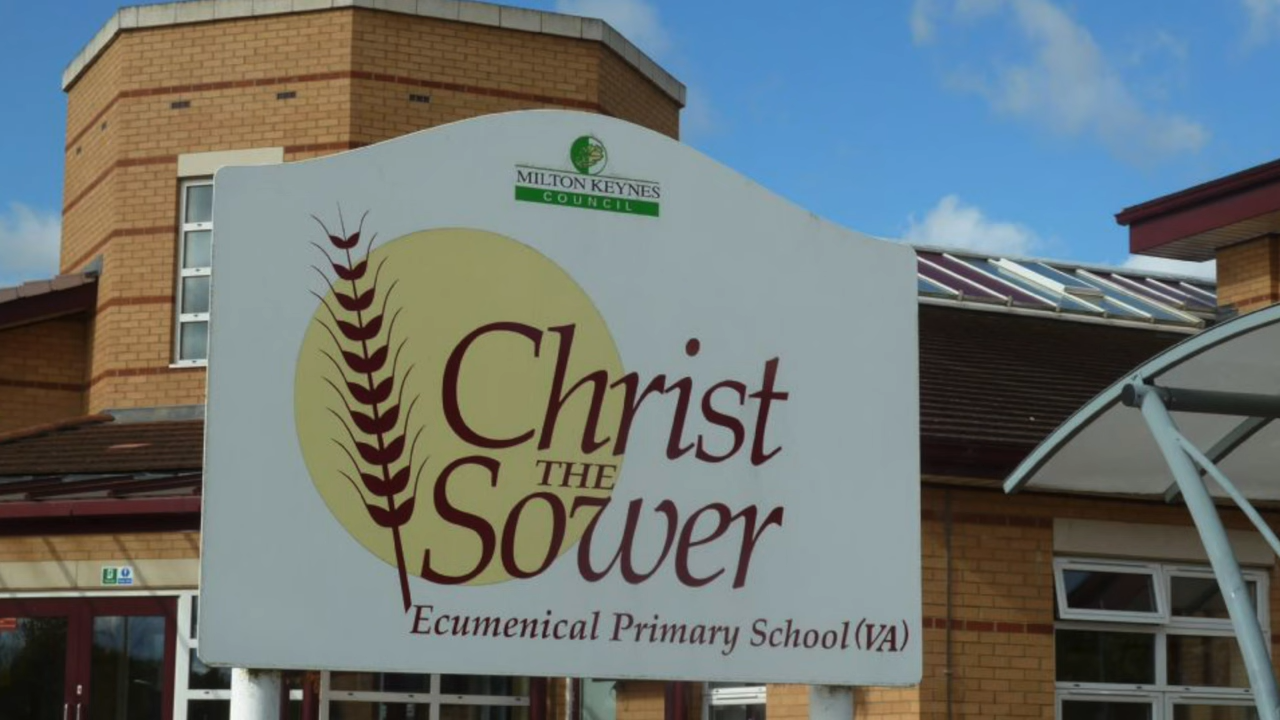 MILTON KEYNES
COUNCIL
Christ
THE
Sower
Ecumenical Primary School (VA)